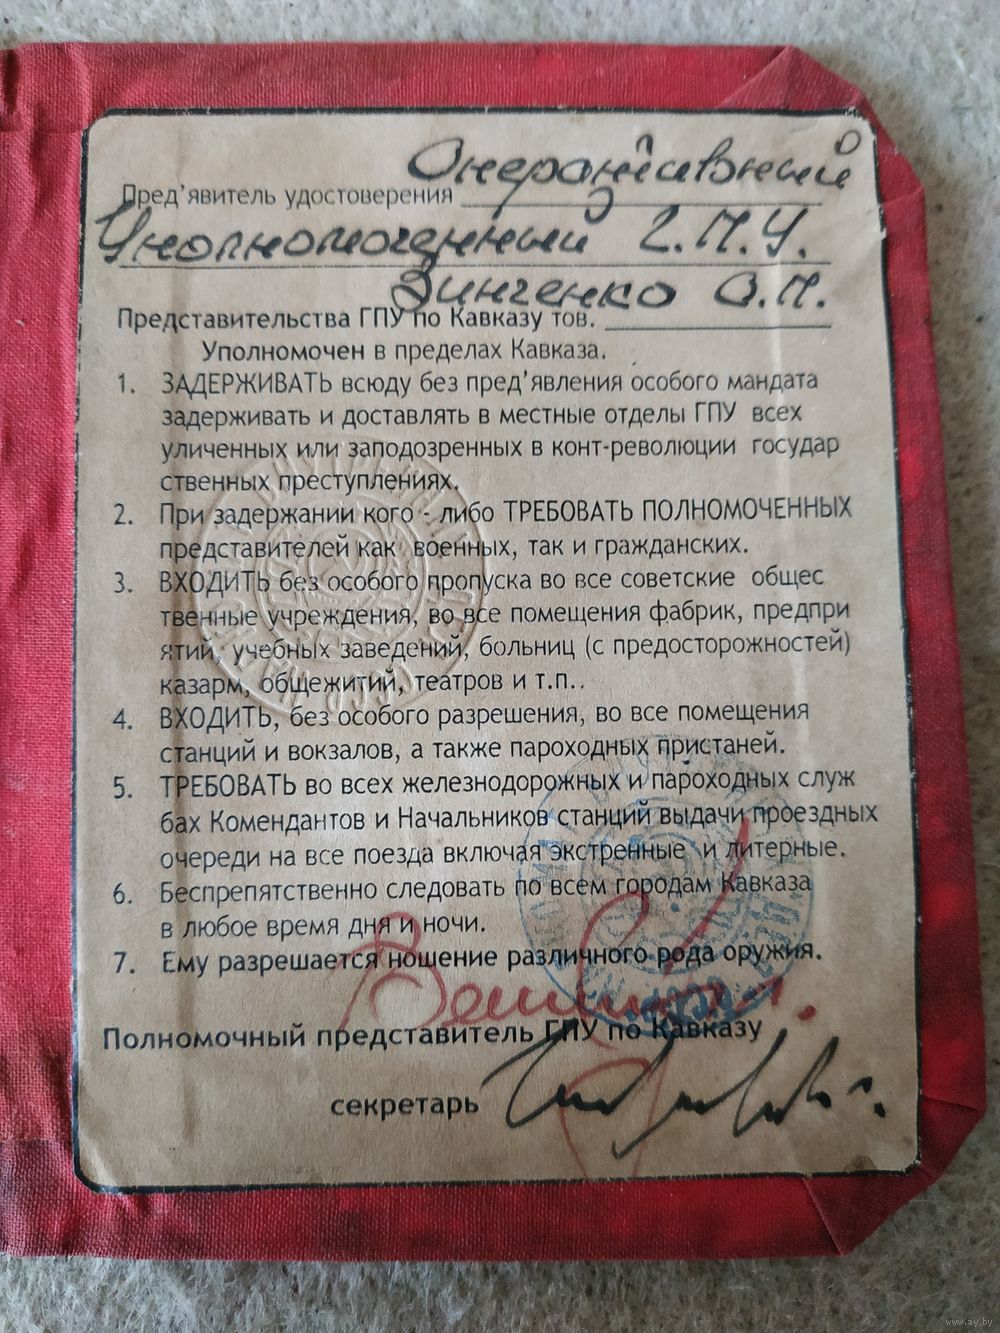 Оперативный
Пред'явитель удостоверения
Уполномоченный Г.П.У.
Зинченко О.П.
Представительства ГПУ по Кавказу тов.
Уполномочен в пределах Кавказа.
1. ЗАДЕРЖИВАТЬ всюду без пред'явления особого мандата
задерживать и доставлять в местные отделы ГПУ всех
уличенных или заподозренных в конт-революции государ
ственных преступлениях.
2. При задержании кого - либо ТРЕБОВАТЬ ПОЛНОМОЧЕННЫХ
представителей как военных, так и гражданских.
3. ВХОДИТЬ без особого пропуска во все советские общес
твенные учреждения, во все помещения фабрик, предпри
ятий, учебных заведений, больниц (с предосторожностей)
казарм, общежитий, театров и т.п..
4. ВХОДИТЬ, без особого разрешения, во все помещения
станций и вокзалов, а также пароходных пристаней.
5. ТРЕБОВАТЬ во всех железнодорожных и пароходных служ
бах Комендантов и Начальников станций выдачи проездных
очереди на все поезда включая экстренные и литерные.
6. Беспрепятственно следовать по всем городам Кавказа
в любое время дня и ночи.
7. Ему разрешается ношение различного рода оружия.
Полномочный представитель ГПУ по Кавказу
секретарь
www.ay.by